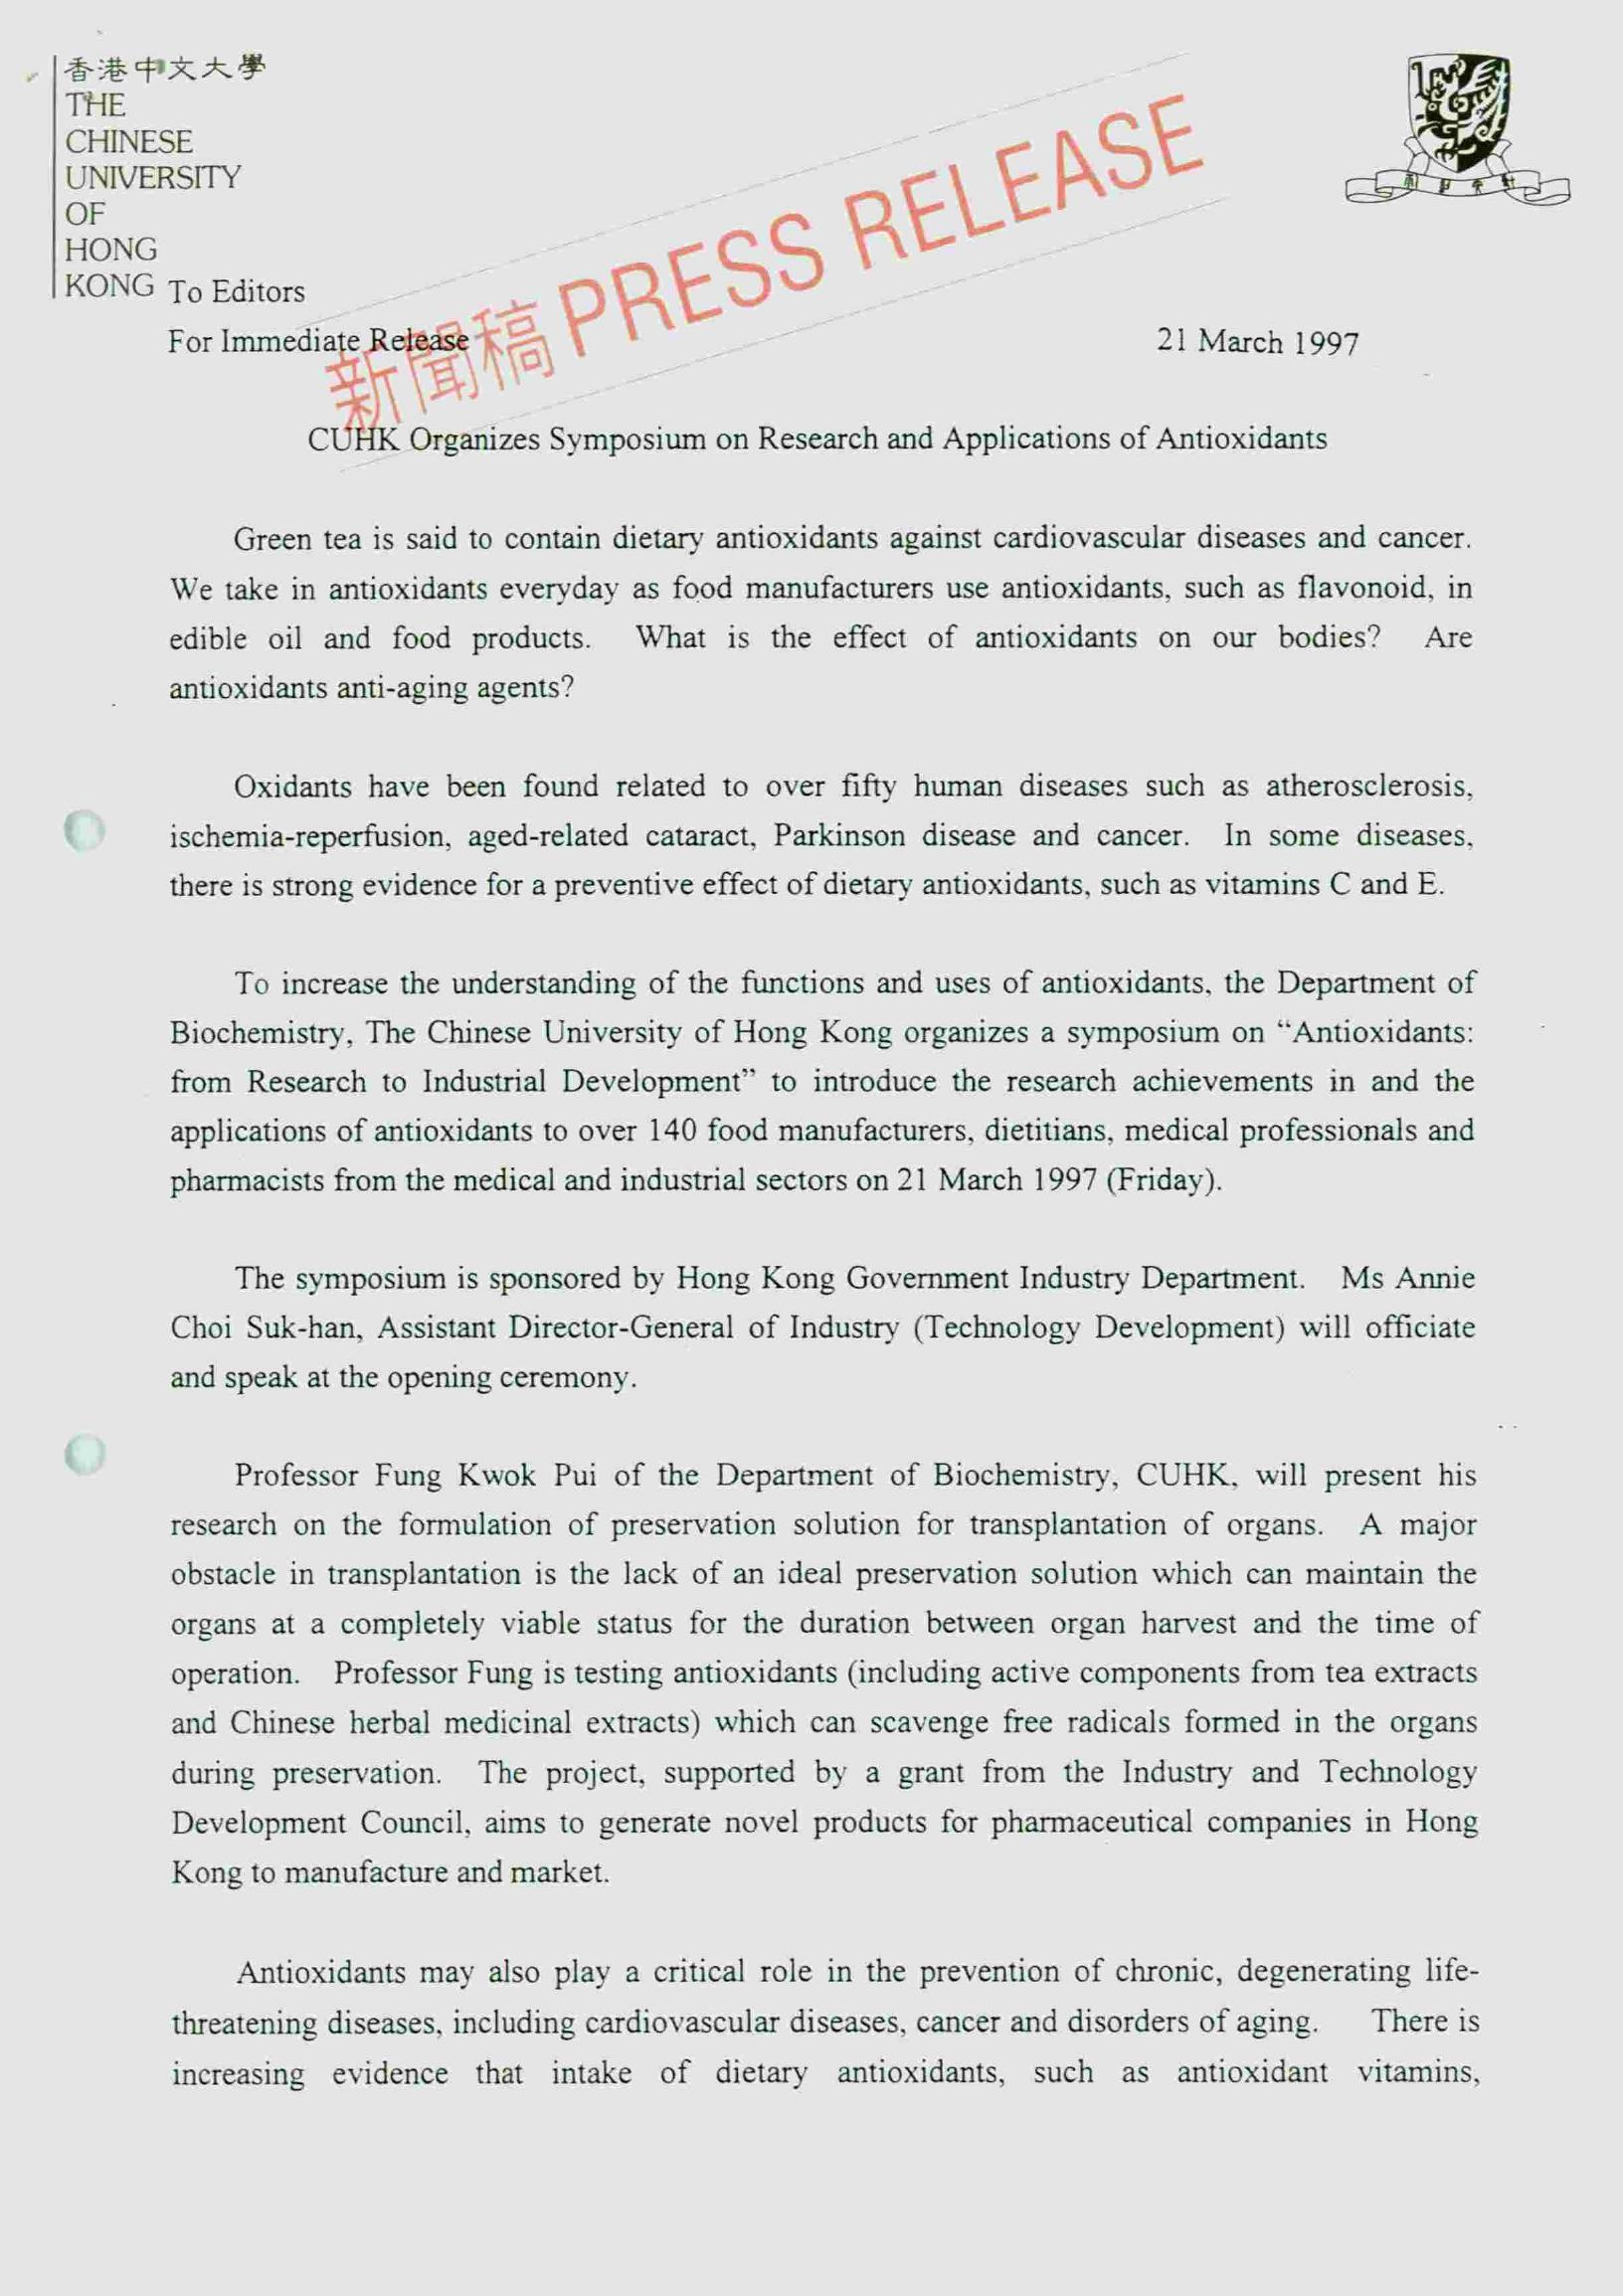 香港中文大學
THE
CHINESE
UNIVERSITY
OF
HONG
KONG
新聞稿 PRESS RELEASE
To Editors
For Immediate Release
21 March 1997
CUHK Organizes Symposium on Research and Applications of Antioxidants
Green tea is said to contain dietary antioxidants against cardiovascular diseases and cancer.
We take in antioxidants everyday as food manufacturers use antioxidants, such as flavonoid, in
edible oil and food products. What is the effect of antioxidants on our bodies? Are
antioxidants anti-aging agents?
Oxidants have been found related to over fifty human diseases such as atherosclerosis,
ischemia-reperfusion, aged-related cataract, Parkinson disease and cancer. In some diseases,
there is strong evidence for a preventive effect of dietary antioxidants, such as vitamins C and E.
To increase the understanding of the functions and uses of antioxidants, the Department of
Biochemistry, The Chinese University of Hong Kong organizes a symposium on “Antioxidants:
from Research to Industrial Development” to introduce the research achievements in and the
applications of antioxidants to over 140 food manufacturers, dietitians, medical professionals and
pharmacists from the medical and industrial sectors on 21 March 1997 (Friday).
The symposium is sponsored by Hong Kong Government Industry Department. Ms Annie
Choi Suk-han, Assistant Director-General of Industry (Technology Development) will officiate
and speak at the opening ceremony.
Professor Fung Kwok Pui of the Department of Biochemistry, CUHK, will present his
research on the formulation of preservation solution for transplantation of organs. A major
obstacle in transplantation is the lack of an ideal preservation solution which can maintain the
organs at a completely viable status for the duration between organ harvest and the time of
operation. Professor Fung is testing antioxidants (including active components from tea extracts
and Chinese herbal medicinal extracts) which can scavenge free radicals formed in the organs
during preservation. The project, supported by a grant from the Industry and Technology
Development Council, aims to generate novel products for pharmaceutical companies in Hong
Kong to manufacture and market.
Antioxidants may also play a critical role in the prevention of chronic, degenerating life-
threatening diseases, including cardiovascular diseases, cancer and disorders of aging. There is
increasing evidence that intake of dietary antioxidants, such as antioxidant vitamins,